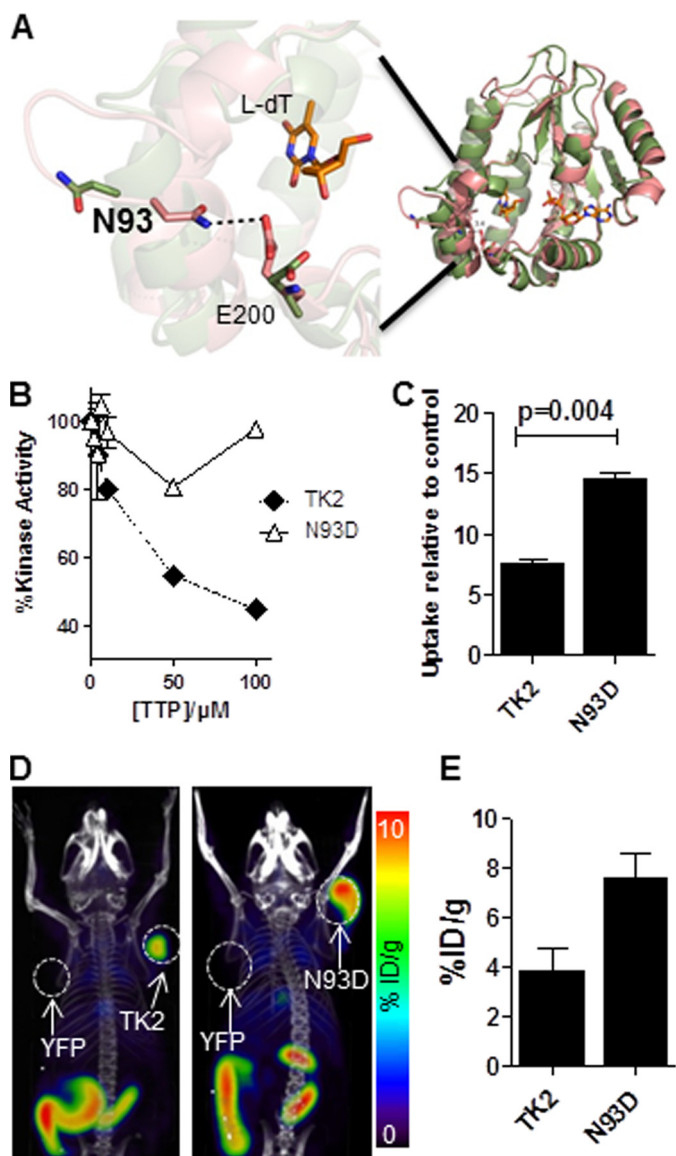 A
L-dT
N93
E200
B
100
80
60
40
%Kinase Activity
0
50
100
[TTP]/µM
TK2
N93D
C
p=0.004
20
15
10
5
0
Uptake relative to control
TK2
N93D
D
YFP
TK2
YFP
N93D
10
% ID/g
0
E
10
8
6
4
2
0
%ID/g
TK2
N93D